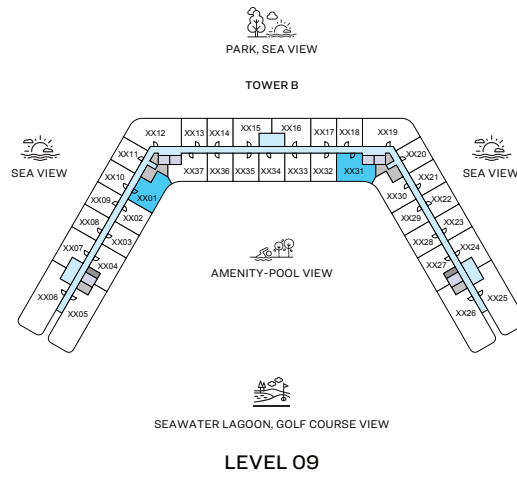 PARK, SEA VIEW
TOWER B
XX12
XX13
XX14
XX15
XX16
XX17
XX18
XX19
XX11
XX37
XX36
XX35
XX34
XX33
XX32
XX31
XX20
SEA VIEW
SEA VIEW
XX10
XX01
XX30
XX21
XX09
XX02
XX29
XX22
XX08
XX03
XX28
XX23
XX07
XX04
XX27
XX24
AMENITY-POOL VIEW
XX06
XX05
XX26
XX25
SEAWATER LAGOON, GOLF COURSE VIEW
LEVEL 09